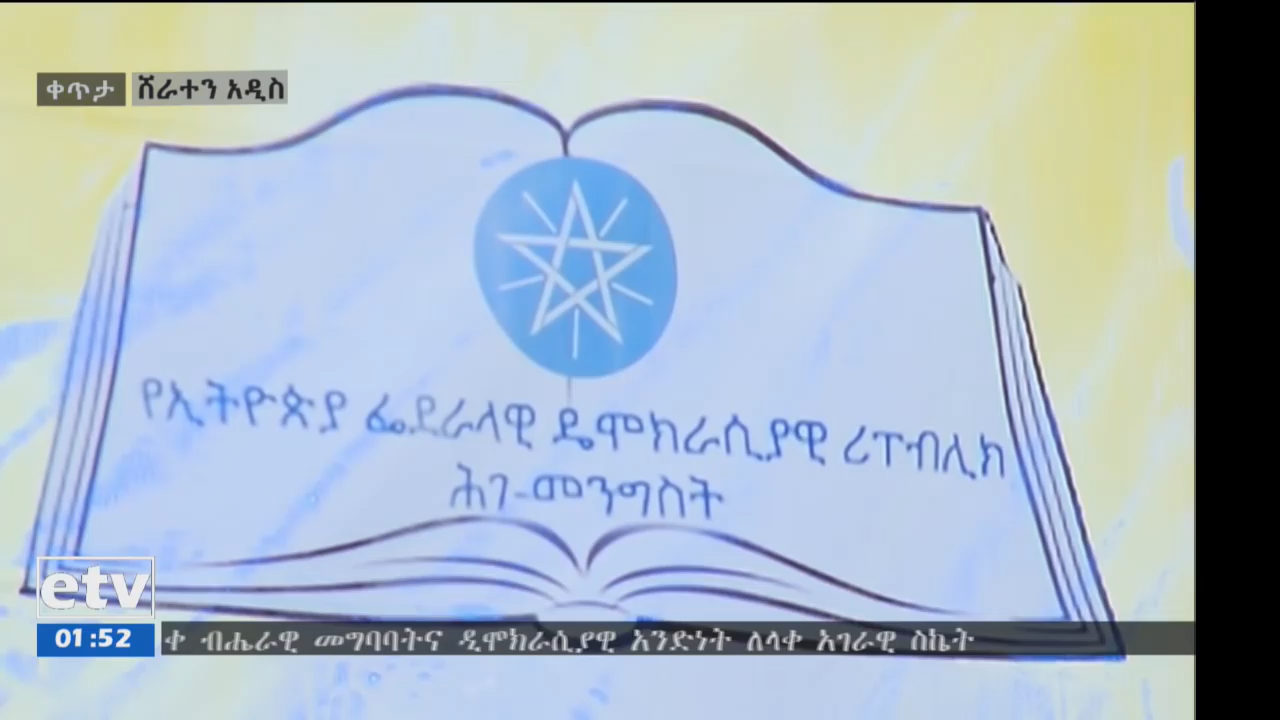 ቀጥታ ሸራተን አዲስ
የኢትዮጵያ ፌደራላዊ ዴሞክራሲያዊ ሪፐብሊክ
ሕገ-መንግስት
etv
01:52 ቀ ብሔራዊ መግባባትና ዲሞክራሲያዊ አንድነት ለላቀ አገራዊ ስኬት